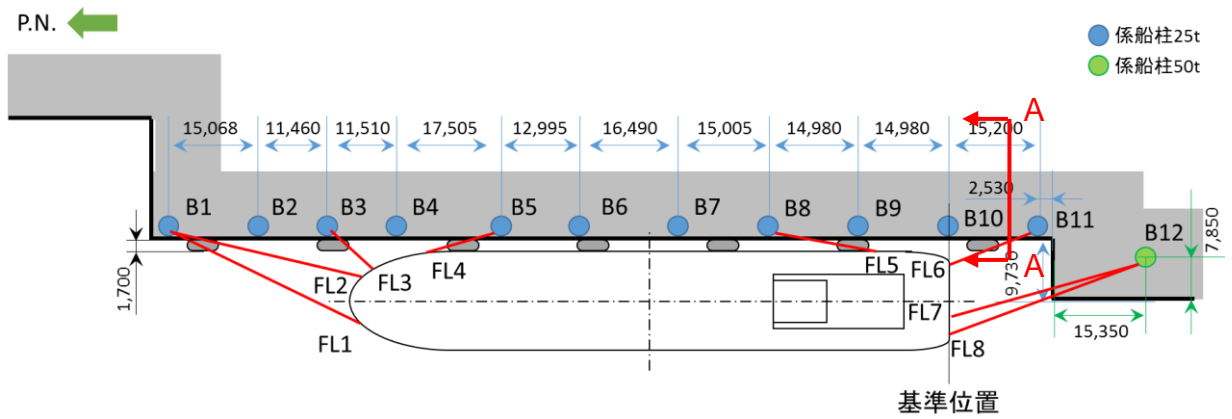 P.N.
係船柱25t
係船柱50t
A
15,068
11,460
11,510
17,505
12,995
16,490
15,005
14,980
14,980
15,200
2,530
B1
B2
B3
B4
B5
B6
B7
B8
B9
B10
B11
B12
7,850
1,700
FL2
FL3
FL4
FL5
FL6
A
9,730
FL1
FL7
FL8
15,350
基準位置